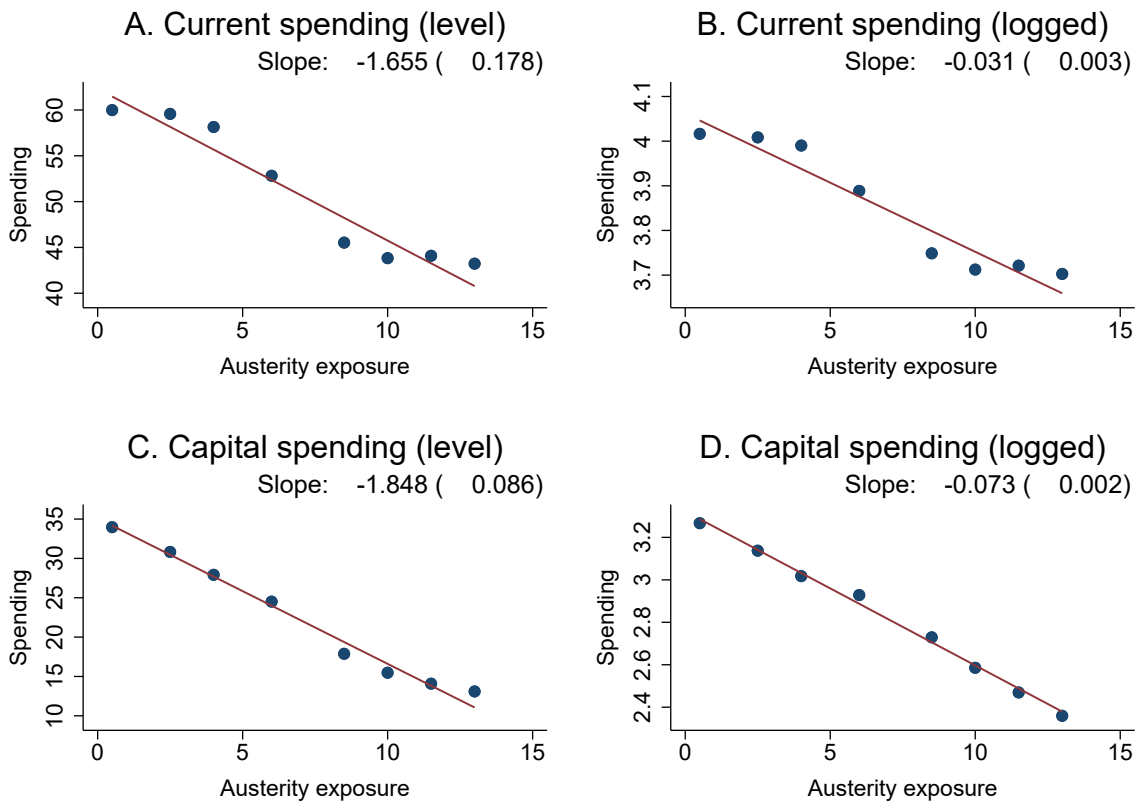 A. Current spending (level)
Slope: -1.655 ( 0.178)
60
55
50
45
40
Spending
0 5 10 15
Austerity exposure
B. Current spending (logged)
Slope: -0.031 ( 0.003)
4.1
4
3.9
3.8
3.7
Spending
0 5 10 15
Austerity exposure
C. Capital spending (level)
Slope: -1.848 ( 0.086)
35
30
25
20
15
10
Spending
0 5 10 15
Austerity exposure
D. Capital spending (logged)
Slope: -0.073 ( 0.002)
3.2
3
2.8
2.6
2.4
Spending
0 5 10 15
Austerity exposure